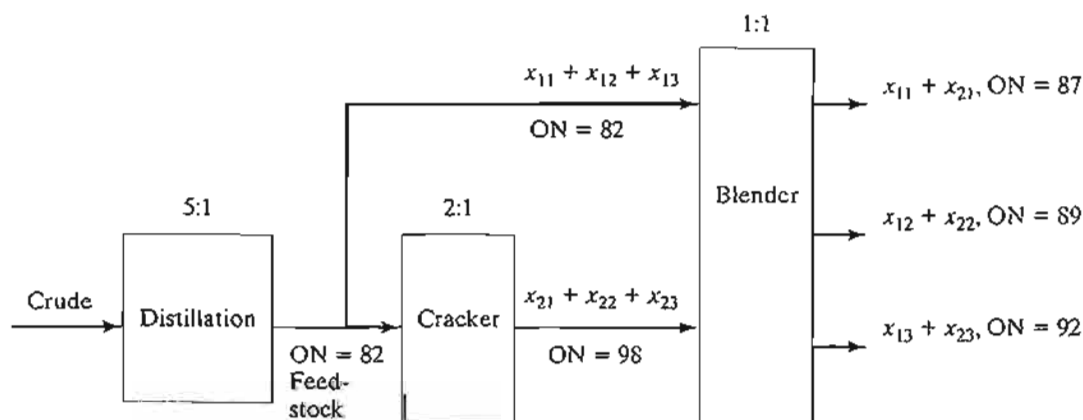 1:1
x₁₁ + x₁₂ + x₁₃
ON = 82
x₁₁ + x₂₁, ON = 87
5:1
2:1
Blender
x₁₂ + x₂₂, ON = 89
Crude
Distillation
ON = 82
Feed-
stock
Cracker
x₂₁ + x₂₂ + x₂₃
ON = 98
x₁₃ + x₂₃, ON = 92